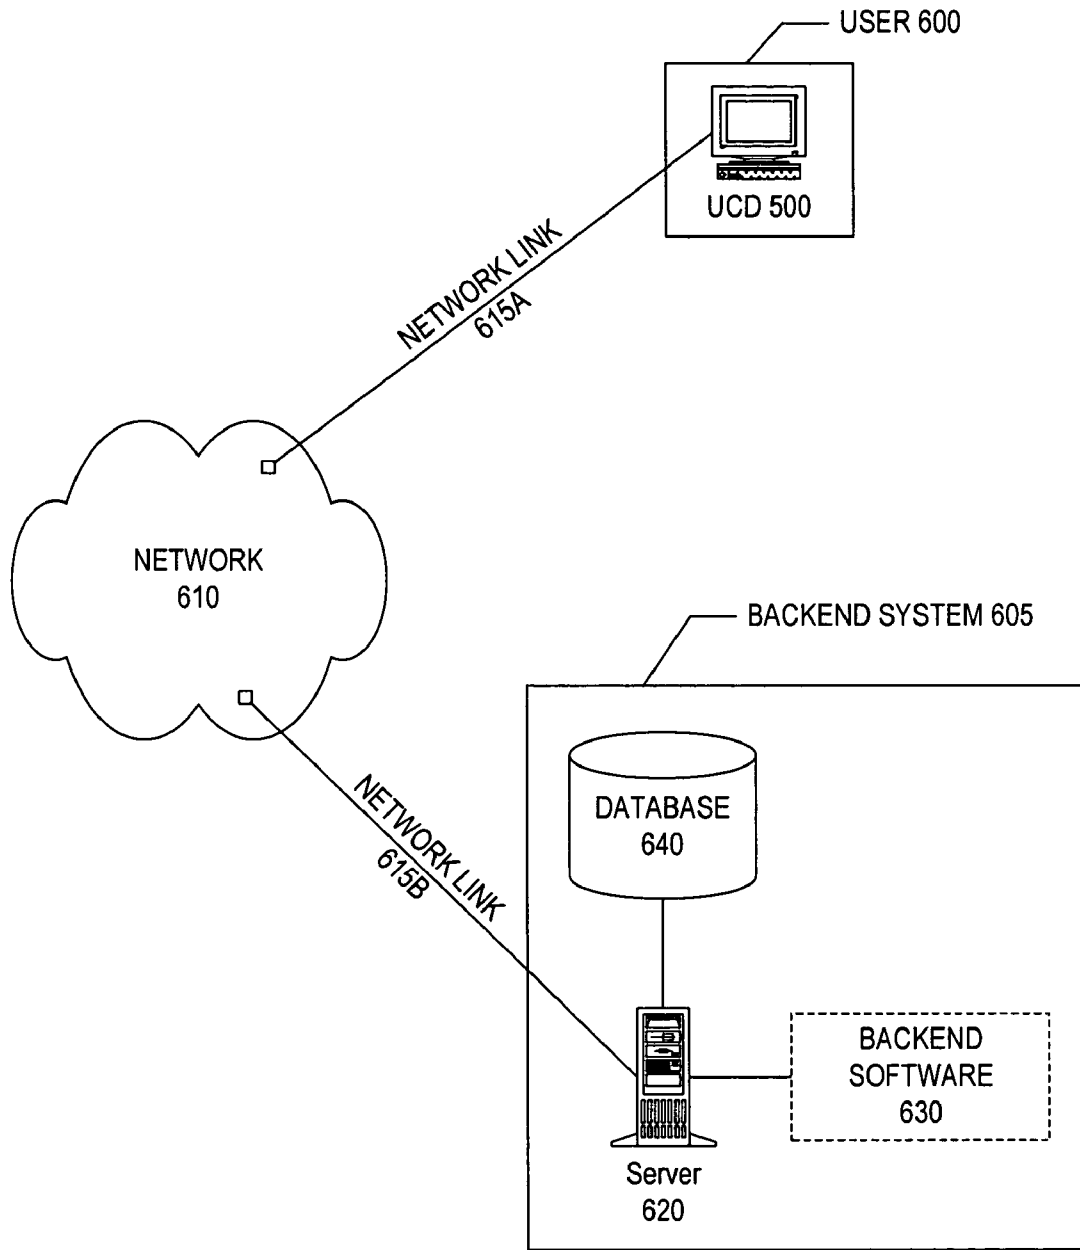 USER 600
UCD 500
NETWORK LINK
615A
NETWORK
610
BACKEND SYSTEM 605
NETWORK LINK
615B
DATABASE
640
BACKEND
SOFTWARE
630
Server
620